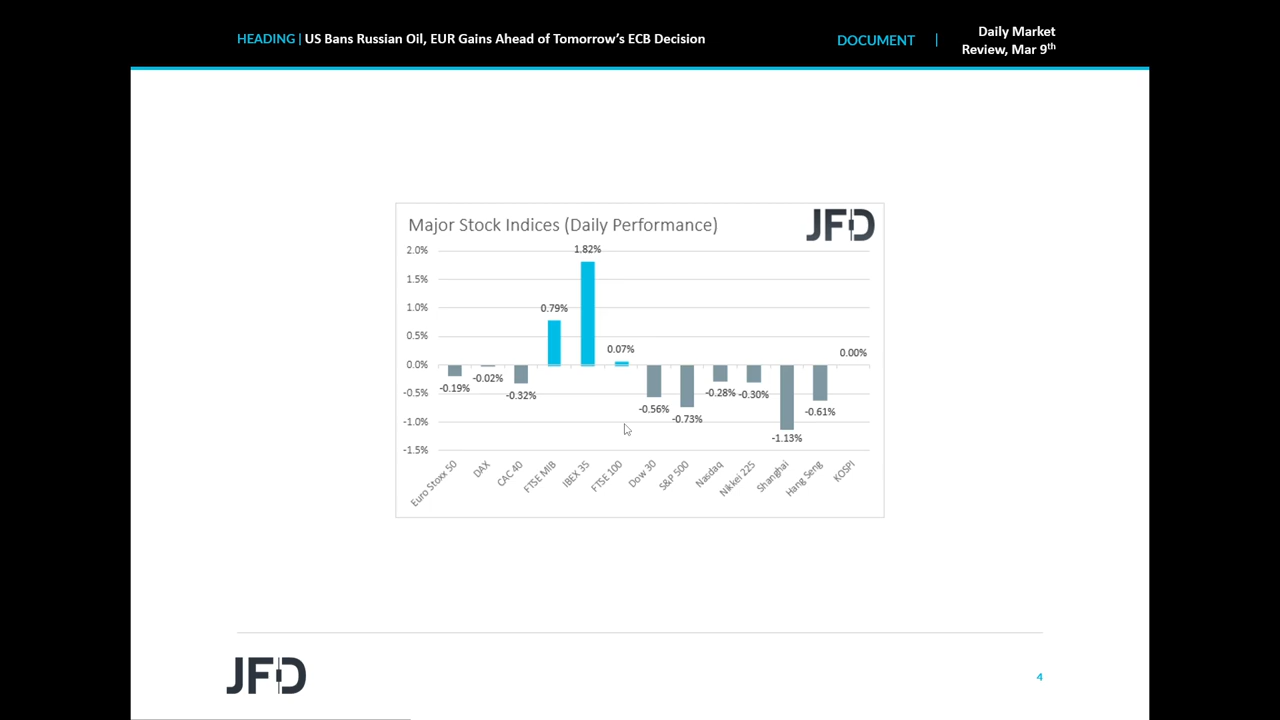 HEADING | US Bans Russian Oil, EUR Gains Ahead of Tomorrow's ECB Decision
DOCUMENT |
Daily Market
Review, Mar 9th
Major Stock Indices (Daily Performance)
JFD
2.0%
1.5%
1.0%
0.5%
0.0%
-0.5%
-1.0%
-1.5%
-0.19%
-0.02%
-0.32%
0.79%
1.82%
0.07%
-0.56%
-0.73%
-0.28%
-0.30%
-1.13%
-0.61%
0.00%
Euro Stoxx 50
DAX
CAC 40
FTSE MIB
IBEX 35
FTSE 100
Dow 30
S&P 500
Nasdaq
Nikkei 225
Shanghai
Hang Seng
KOSPI
JFD
4